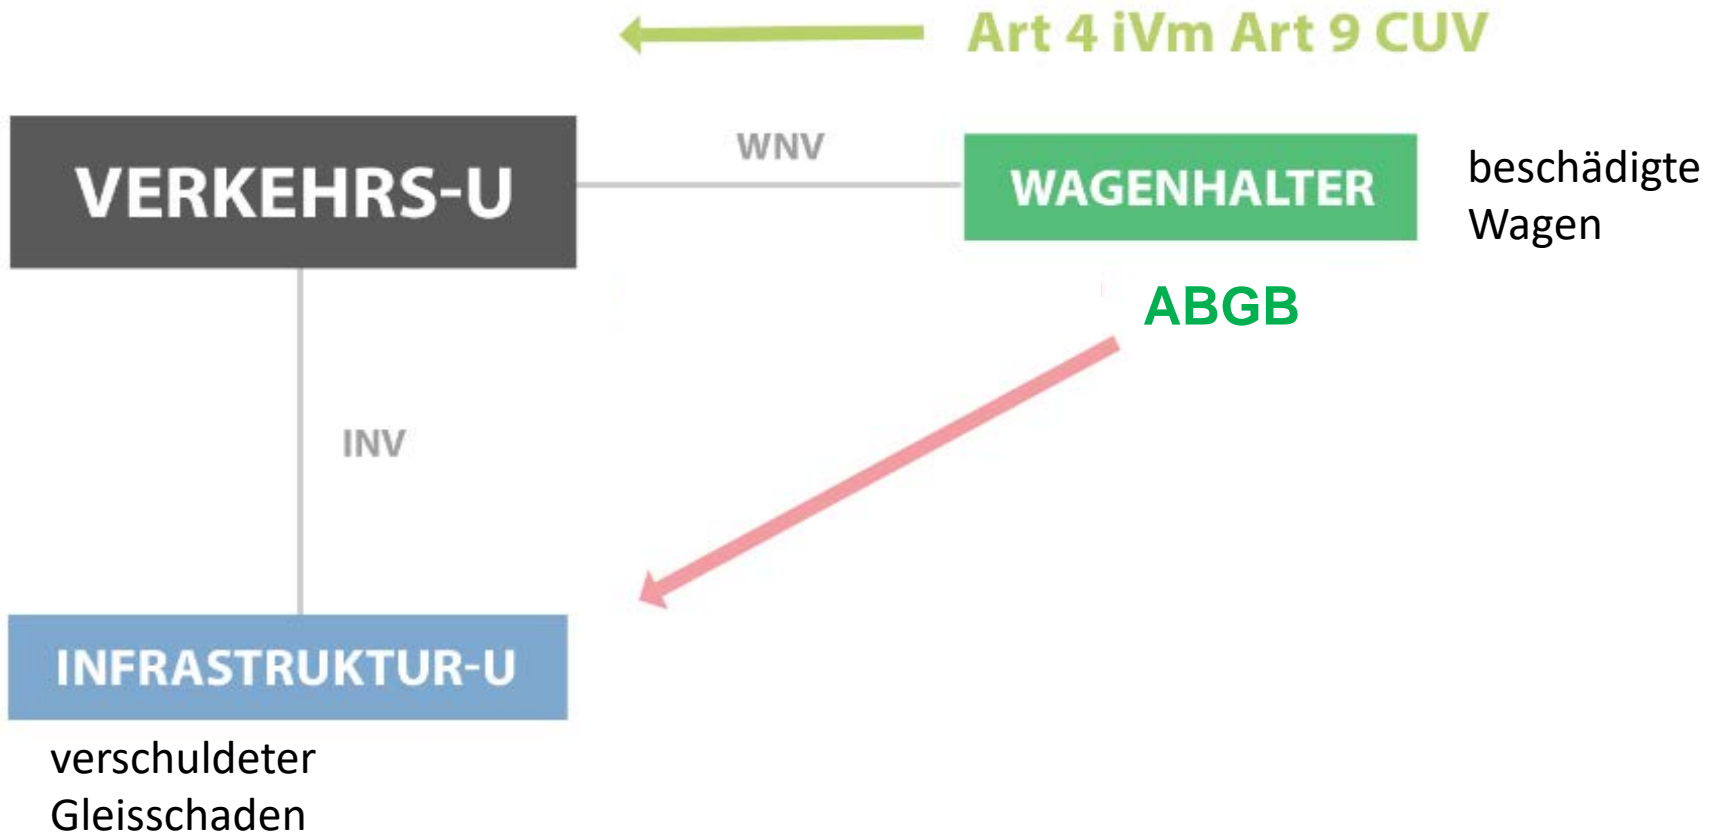 Art 4 iVm Art 9 CUV
VERKEHRS-U
WNV
WAGENHALTER
beschädigte
Wagen
ABGB
INV
INFRASTRUKTUR-U
verschuldeter
Gleisschaden